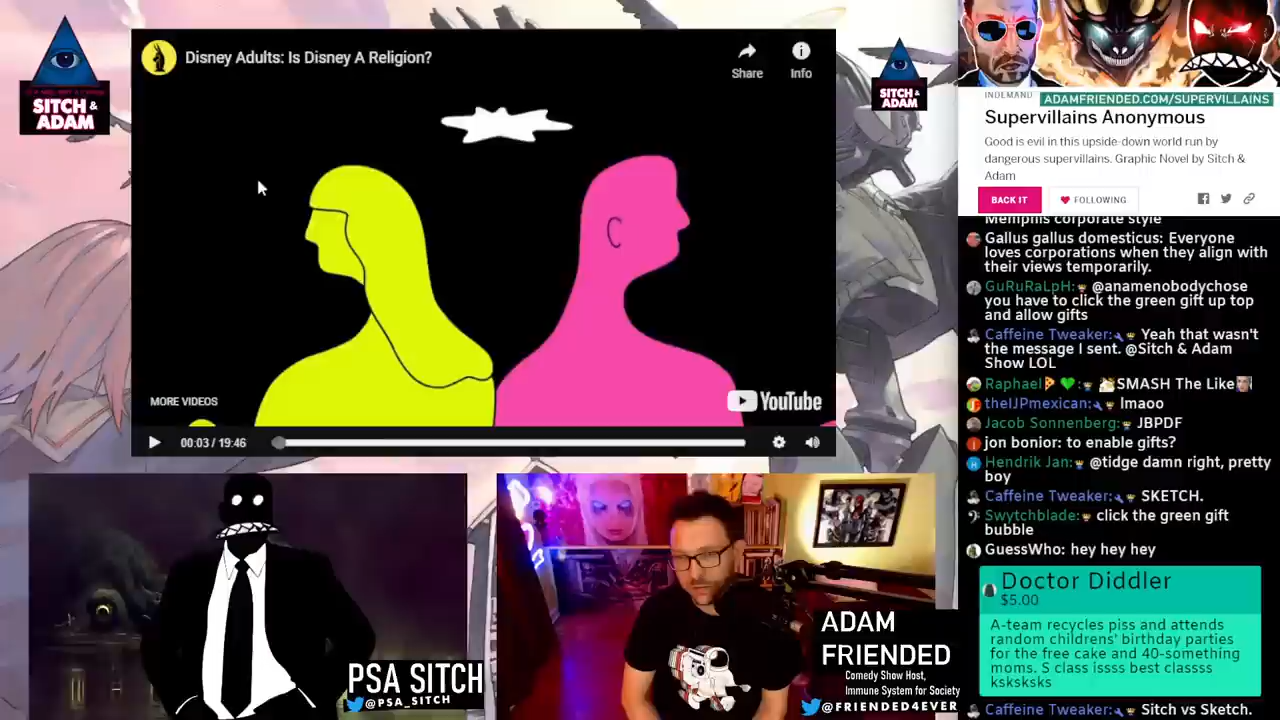 Disney Adults: Is Disney A Religion?
Share
Info
SITCH &
ADAM
SITCH &
ADAM
MORE VIDEOS
YouTube
00:03 / 19:46
PSA SITCH
@PSA_SITCH
ADAM
FRIENDED
Comedy Show Host,
Immune System for Society
@FRIENDED4EVER
INDEMAND
ADAMFRIENDED.COM/SUPERVILLAINS
Supervillains Anonymous
Good is evil in this upside-down world run by
dangerous supervillains. Graphic Novel by Sitch &
Adam
BACK IT
FOLLOWING
Memphis corporate style
Gallus gallus domesticus: Everyone
loves corporations when they align with
their views temporarily.
GuRuRaLpH: @anamenobodychose
you have to click the green gift up top
and allow gifts
Caffeine Tweaker: Yeah that wasn't
the message I sent. @Sitch & Adam
Show LOL
Raphael: SMASH The Like
theIJPmexican: lmaoo
Jacob Sonnenberg: JBPDF
jon bonior: to enable gifts?
Hendrik Jan: @tidge damn right, pretty
boy
Caffeine Tweaker: SKETCH.
Swytchblade: click the green gift
bubble
GuessWho: hey hey hey
Doctor Diddler
$5.00
A-team recycles piss and attends
random childrens' birthday parties
for the free cake and 40-something
moms. S class issss best classss
ksksksks
Caffeine Tweaker: Sitch vs Sketch.